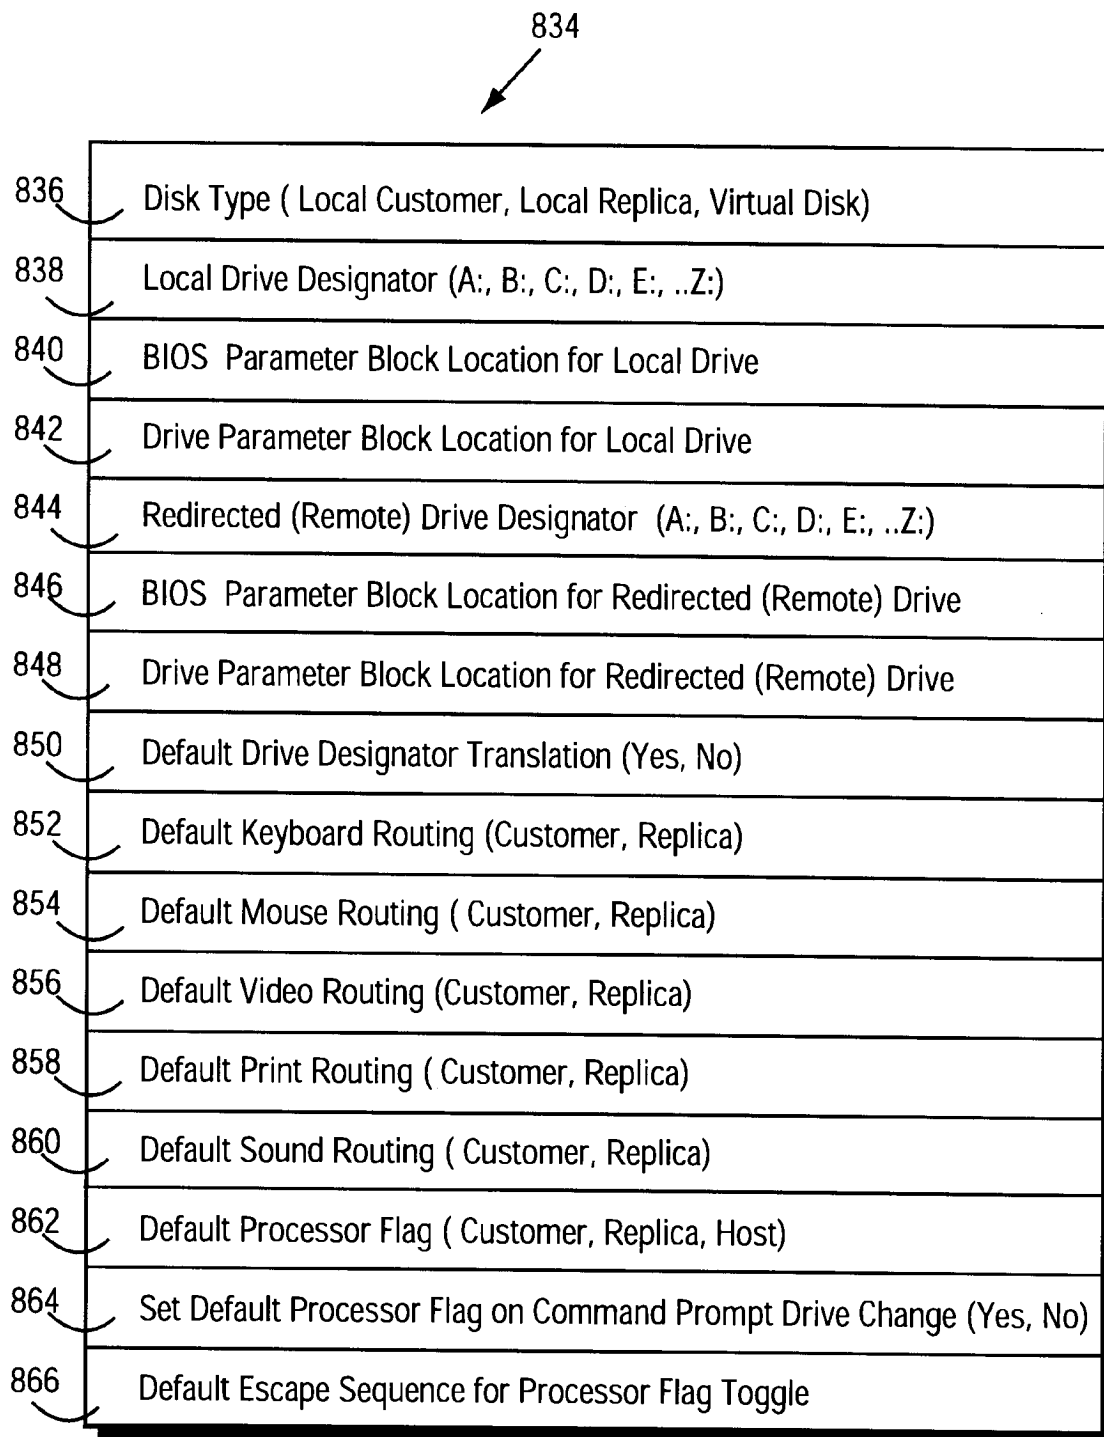 834
836 Disk Type ( Local Customer, Local Replica, Virtual Disk)
838 Local Drive Designator (A:, B:, C:, D:, E:, ..Z:)
840 BIOS Parameter Block Location for Local Drive
842 Drive Parameter Block Location for Local Drive
844 Redirected (Remote) Drive Designator (A:, B:, C:, D:, E:, ..Z:)
846 BIOS Parameter Block Location for Redirected (Remote) Drive
848 Drive Parameter Block Location for Redirected (Remote) Drive
850 Default Drive Designator Translation (Yes, No)
852 Default Keyboard Routing (Customer, Replica)
854 Default Mouse Routing ( Customer, Replica)
856 Default Video Routing (Customer, Replica)
858 Default Print Routing ( Customer, Replica)
860 Default Sound Routing ( Customer, Replica)
862 Default Processor Flag ( Customer, Replica, Host)
864 Set Default Processor Flag on Command Prompt Drive Change (Yes, No)
866 Default Escape Sequence for Processor Flag Toggle